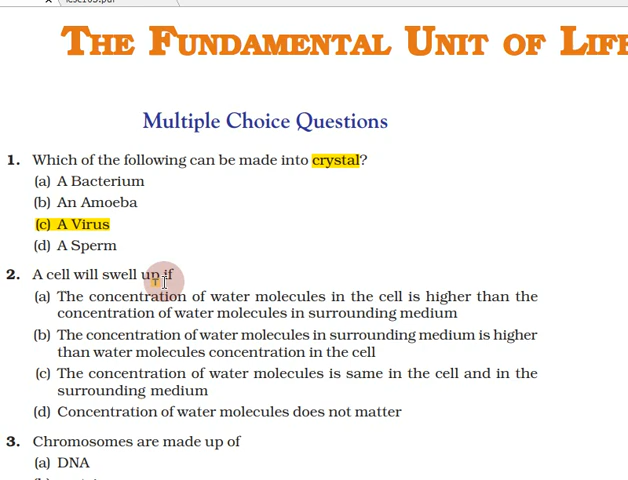 THE FUNDAMENTAL UNIT OF
Multiple Choice Questions
1. Which of the following can be made into crystal?
(a) A Bacterium
(b) An Amoeba
(c) A Virus
(d) A Sperm
2. A cell will swell up if
(a) The concentration of water molecules in the cell is higher than the
concentration of water molecules in surrounding medium
(b) The concentration of water molecules in surrounding medium is higher
than water molecules concentration in the cell
(c) The concentration of water molecules is same in the cell and in the
surrounding medium
(d) Concentration of water molecules does not matter
3. Chromosomes are made up of
(a) DNA